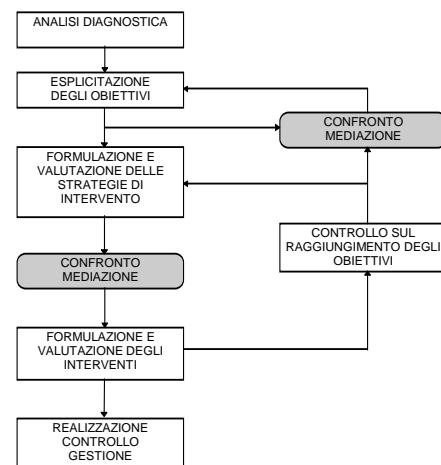 ANALISI DIAGNOSTICA
ESPLICITAZIONE
DEGLI OBIETTIVI
CONFRONTO
MEDIAZIONE
FORMULAZIONE E
VALUTAZIONE DELLE
STRATEGIE DI
INTERVENTO
CONTROLLO SUL
RAGGIUNGIMENTO DEGLI
OBIETTIVI
CONFRONTO
MEDIAZIONE
FORMULAZIONE E
VALUTAZIONE DEGLI
INTERVENTI
REALIZZAZIONE
CONTROLLO
GESTIONE